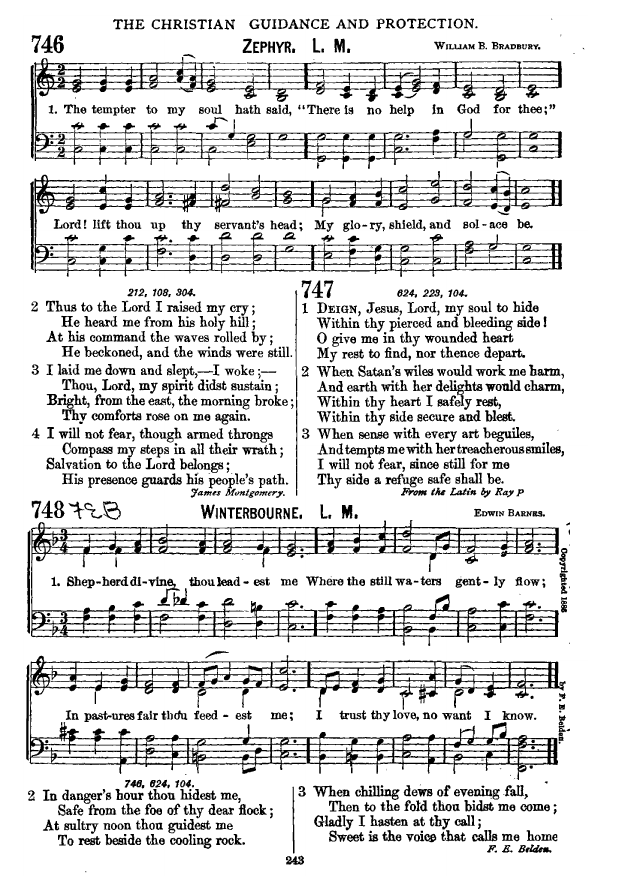 THE CHRISTIAN GUIDANCE AND PROTECTION.
746 ZEPHYR. L. M. WILLIAM B. BRADBURY.
1. The tempter to my soul hath said, "There is no help in God for thee;"
Lord! lift thou up thy servant's head; My glo-ry, shield, and sol-ace be.
212, 108, 304.
2 Thus to the Lord I raised my cry;
He heard me from his holy hill;
At his command the waves rolled by;
He beckoned, and the winds were still.
3 I laid me down and slept,—I woke;—
Thou, Lord, my spirit didst sustain;
Bright, from the east, the morning broke;
Thy comforts rose on me again.
4 I will not fear, though armed throngs
Compass my steps in all their wrath;
Salvation to the Lord belongs;
His presence guards his people's path.
James Montgomery.
747
624, 223, 104.
1 DEIGN, Jesus, Lord, my soul to hide
Within thy pierced and bleeding side!
O give me in thy wounded heart
My rest to find, nor thence depart.
2 When Satan's wiles would work me harm,
And earth with her delights would charm,
Within thy heart I safely rest,
Within thy side secure and blest.
3 When sense with every art beguiles,
And tempts me with her treacherous smiles,
I will not fear, since still for me
Thy side a refuge safe shall be.
From the Latin by Ray P
748 WINTERBOURNE. L. M. EDWIN BARNES.
1. Shep-herd di-vine, thou lead-est me Where the still wa-ters gent-ly flow;
In past-ures fair thou feed-est me; I trust thy love, no want I know.
Copyrighted 1886
by F. E. Belden.
746, 624, 104.
2 In danger's hour thou hidest me,
Safe from the foe of thy dear flock;
At sultry noon thou guidest me
To rest beside the cooling rock.
3 When chilling dews of evening fall,
Then to the fold thou bidst me come;
Gladly I hasten at thy call;
Sweet is the voice that calls me home
F. E. Belden.
243